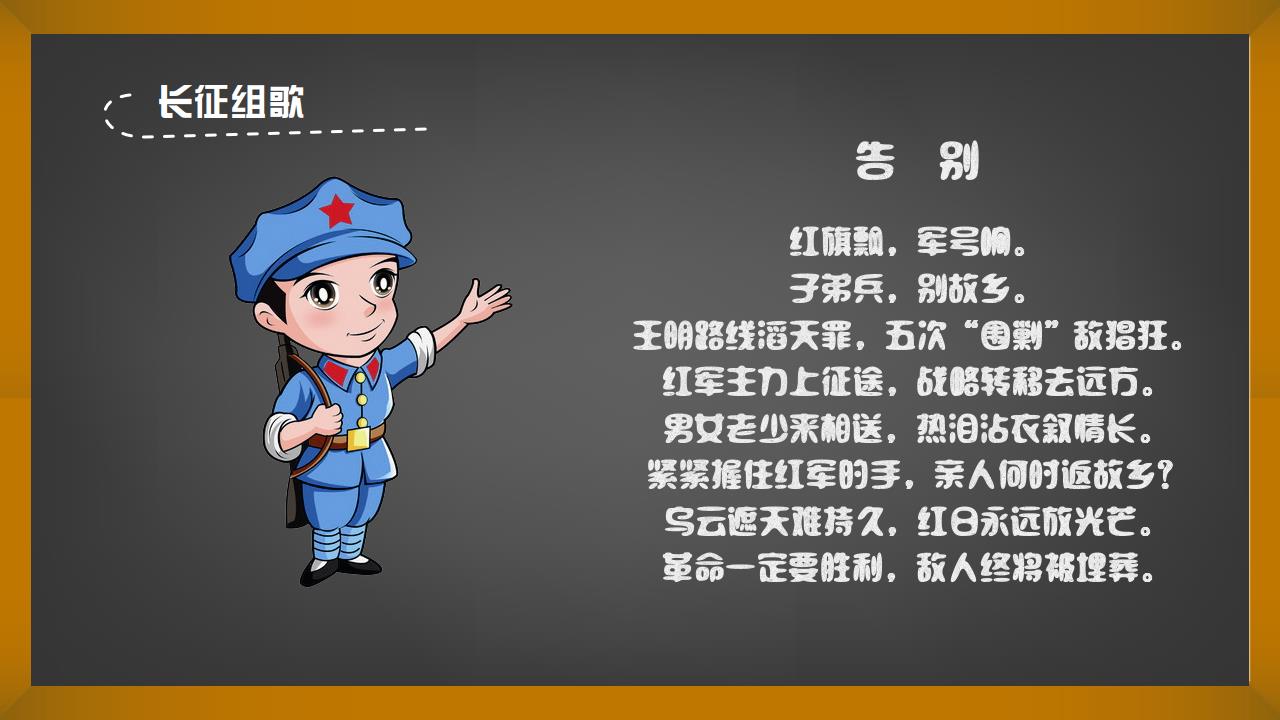 长征组歌
告 别
红旗飘，军号响。
子弟兵，别故乡。
王明路线滔天罪，五次“围剿”敌猖狂。
红军主力上征途，战略转移去远方。
男女老少来相送，热泪沾衣叙情长。
紧紧握住红军的手，亲人何时返故乡？
乌云遮天难持久，红日永远放光芒。
革命一定要胜利，敌人终将被埋葬。